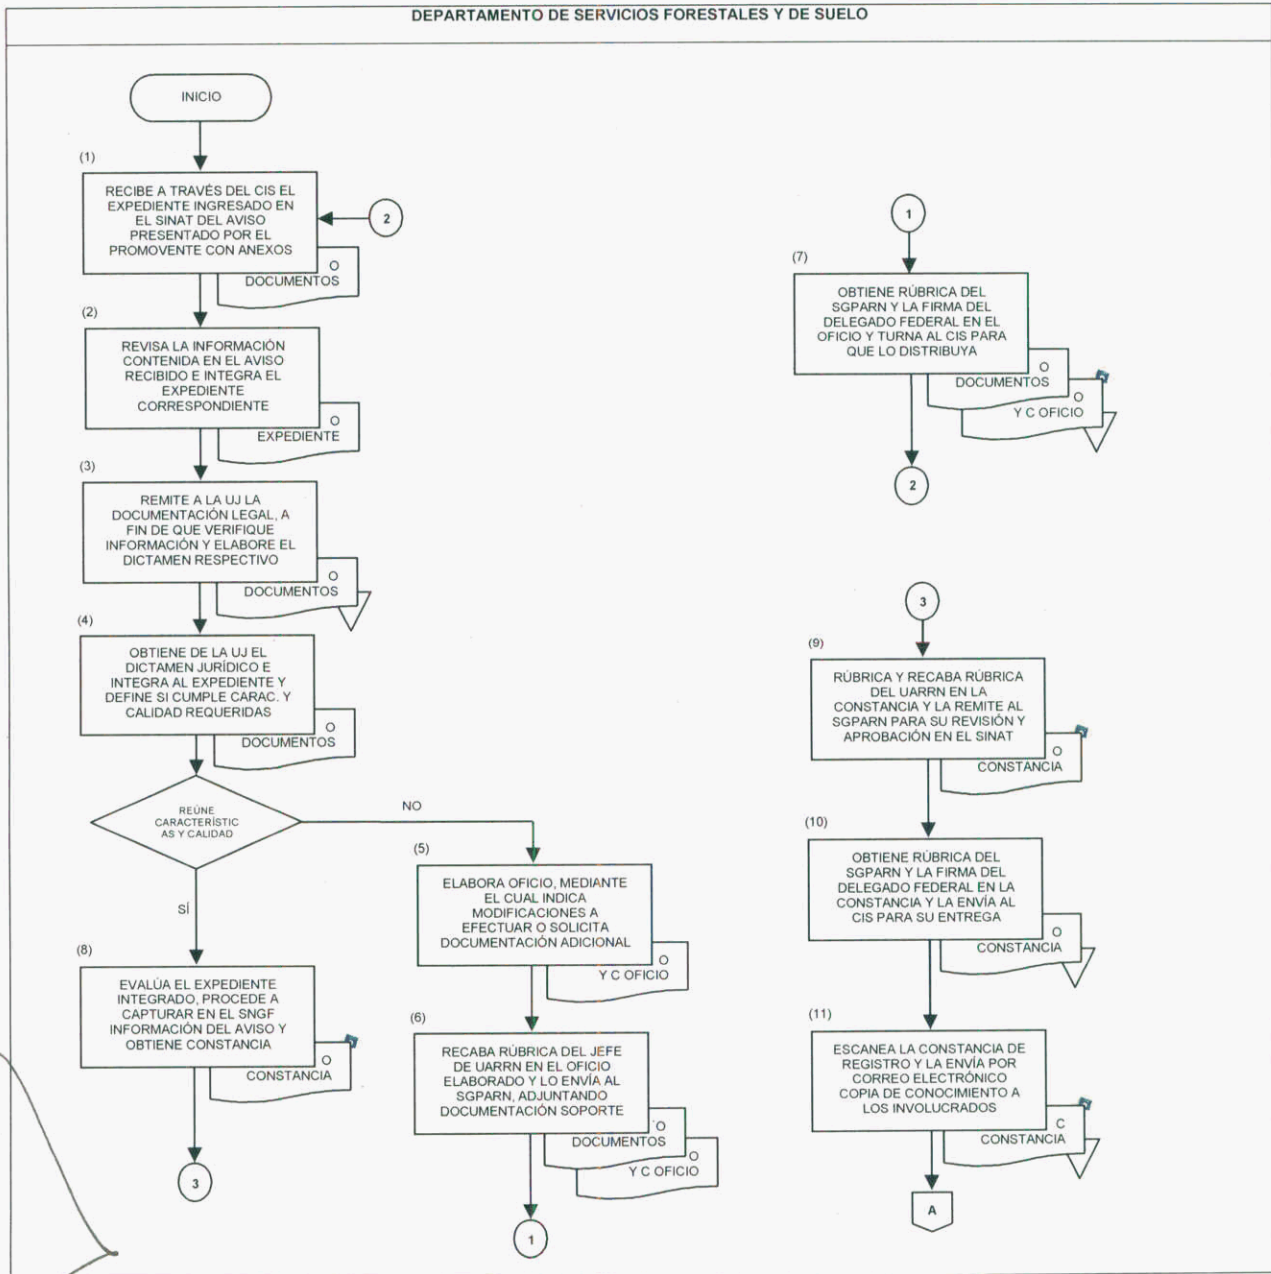 DEPARTAMENTO DE SERVICIOS FORESTALES Y DE SUELO
INICIO
(1)
RECIBE A TRAVÉS DEL CIS EL
EXPEDIENTE INGRESADO EN
EL SINAT DEL AVISO
PRESENTADO POR EL
PROMOVENTE CON ANEXOS
2
O
DOCUMENTOS
(2)
REVISA LA INFORMACIÓN
CONTENIDA EN EL AVISO
RECIBIDO E INTEGRA EL
EXPEDIENTE
CORRESPONDIENTE
O
EXPEDIENTE
(3)
REMITE A LA UJ LA
DOCUMENTACIÓN LEGAL, A
FIN DE QUE VERIFIQUE
INFORMACIÓN Y ELABORE EL
DICTAMEN RESPECTIVO
O
DOCUMENTOS
(4)
OBTIENE DE LA UJ EL
DICTAMEN JURÍDICO E
INTEGRA AL EXPEDIENTE Y
DEFINE SI CUMPLE CARAC. Y
CALIDAD REQUERIDAS
O
DOCUMENTOS
REÚNE
CARACTERÍSTIC
AS Y CALIDAD
NO
SÍ
(5)
ELABORA OFICIO, MEDIANTE
EL CUAL INDICA
MODIFICACIONES A
EFECTUAR O SOLICITA
DOCUMENTACIÓN ADICIONAL
O
Y C OFICIO
(6)
RECABA RÚBRICA DEL JEFE
DE UARRN EN EL OFICIO
ELABORADO Y LO ENVÍA AL
SGPARN, ADJUNTANDO
DOCUMENTACIÓN SOPORTE
O
DOCUMENTOS
O
Y C OFICIO
1
(8)
EVALÚA EL EXPEDIENTE
INTEGRADO, PROCEDE A
CAPTURAR EN EL SNGF
INFORMACIÓN DEL AVISO Y
OBTIENE CONSTANCIA
O
CONSTANCIA
3
1
(7)
OBTIENE RÚBRICA DEL
SGPARN Y LA FIRMA DEL
DELEGADO FEDERAL EN EL
OFICIO Y TURNA AL CIS PARA
QUE LO DISTRIBUYA
O
DOCUMENTOS
O
Y C OFICIO
2
3
(9)
RÚBRICA Y RECABA RÚBRICA
DEL UARRN EN LA
CONSTANCIA Y LA REMITE AL
SGPARN PARA SU REVISIÓN Y
APROBACIÓN EN EL SINAT
O
CONSTANCIA
(10)
OBTIENE RÚBRICA DEL
SGPARN Y LA FIRMA DEL
DELEGADO FEDERAL EN LA
CONSTANCIA Y LA ENVÍA AL
CIS PARA SU ENTREGA
O
CONSTANCIA
(11)
ESCANEA LA CONSTANCIA DE
REGISTRO Y LA ENVÍA POR
CORREO ELECTRÓNICO
COPIA DE CONOCIMIENTO A
LOS INVOLUCRADOS
C
CONSTANCIA
A